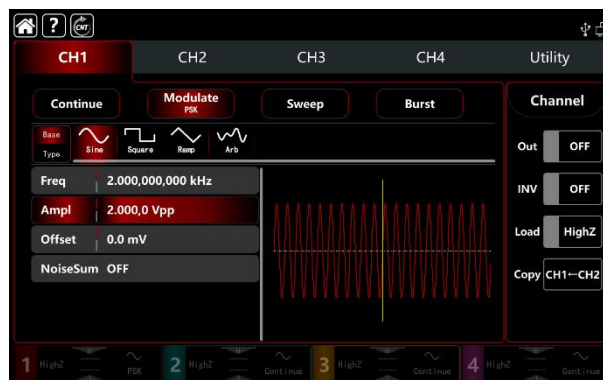 ? CNT
CH1 CH2 CH3 CH4 Utility
Continue Modulate Sweep Burst Channel
PSK
Base
Type Sine Square Ramp Arb
Out OFF
Freq 2.000,000,000 kHz
INV OFF
Ampl 2.000,0 Vpp
Load HighZ
Offset 0.0 mV
NoiseSum OFF
Copy CH1←CH2
1 HighZ PSK 2 HighZ Continue 3 HighZ Continue 4 HighZ Continue